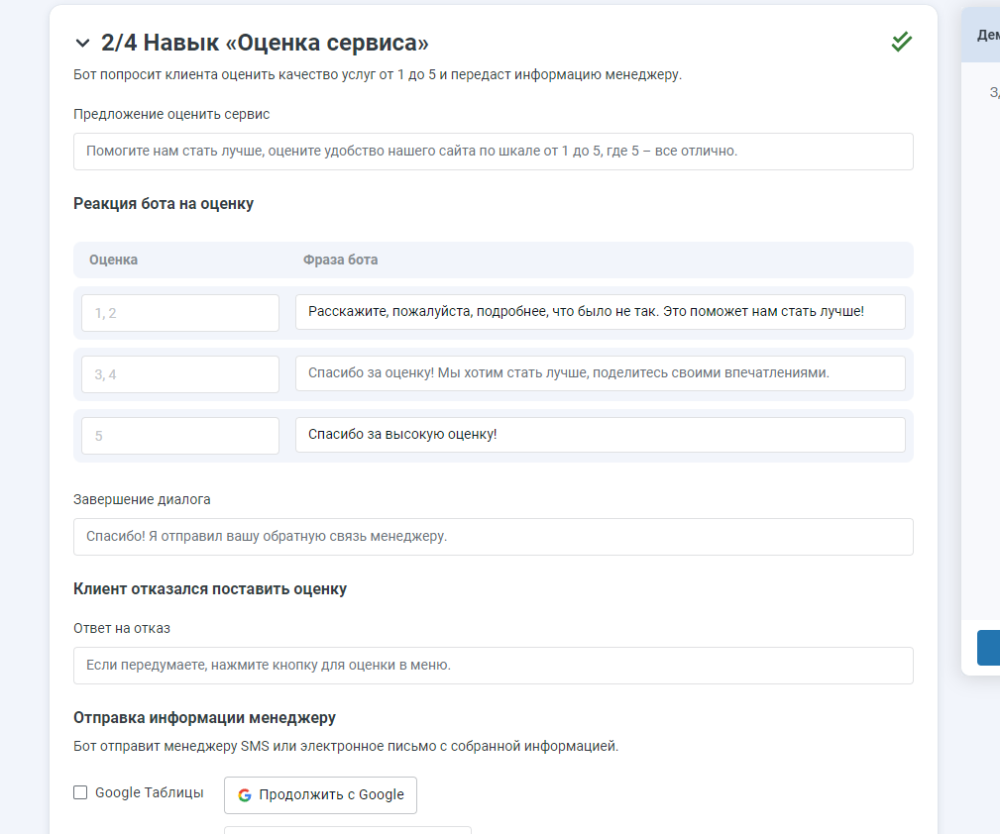 2/4 Навык «Оценка сервиса»
Бот попросит клиента оценить качество услуг от 1 до 5 и передаст информацию менеджеру.
Предложение оценить сервис
Помогите нам стать лучше, оцените удобство нашего сайта по шкале от 1 до 5, где 5 – все отлично.
Реакция бота на оценку
Оценка Фраза бота
1, 2 Расскажите, пожалуйста, подробнее, что было не так. Это поможет нам стать лучше!
3, 4 Спасибо за оценку! Мы хотим стать лучше, поделитесь своими впечатлениями.
5 Спасибо за высокую оценку!
Завершение диалога
Спасибо! Я отправил вашу обратную связь менеджеру.
Клиент отказался поставить оценку
Ответ на отказ
Если передумаете, нажмите кнопку для оценки в меню.
Отправка информации менеджеру
Бот отправит менеджеру SMS или электронное письмо с собранной информацией.
Google Таблицы Продолжить с Google